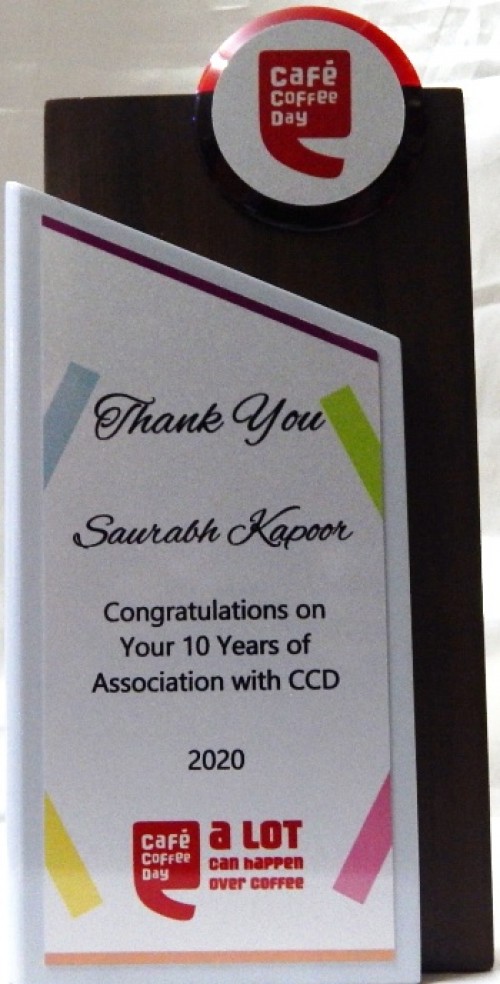 Café
Coffee
Day
Thank You
Saurabh Kapoor
Congratulations on
Your 10 Years of
Association with CCD
2020
Café
Coffee
Day
a LOT
can happen
over coffee